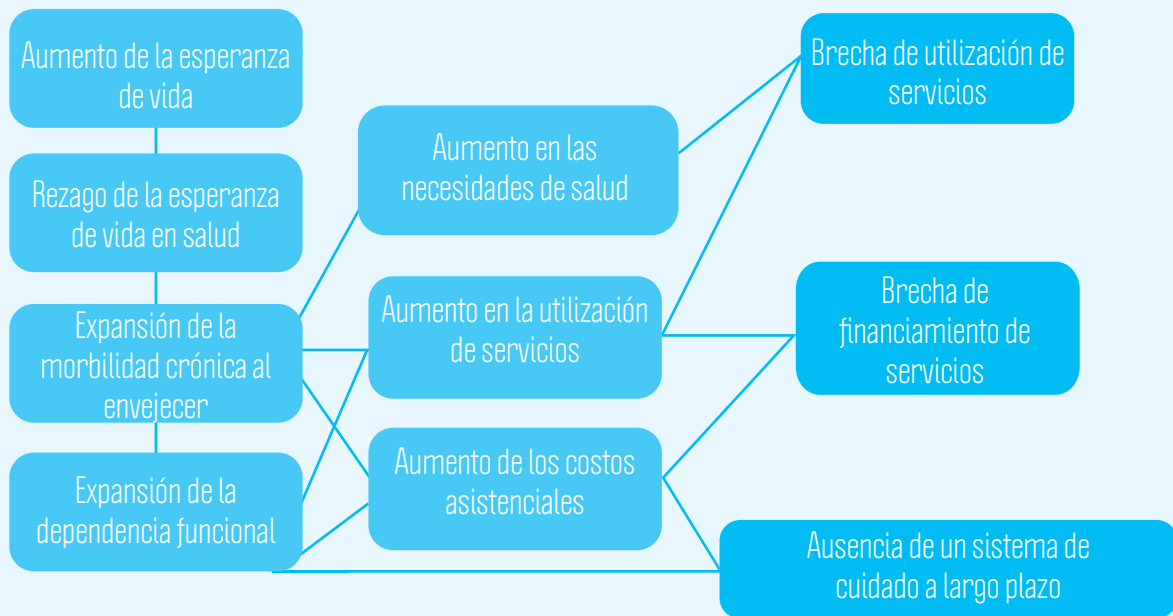 Aumento de la esperanza
de vida
Rezago de la esperanza
de vida en salud
Expansión de la
morbilidad crónica al
envejecer
Expansión de la
dependencia funcional
Aumento en las
necesidades de salud
Aumento en la utilización
de servicios
Aumento de los costos
asistenciales
Brecha de utilización de
servicios
Brecha de
financiamiento de
servicios
Ausencia de un sistema de
cuidado a largo plazo